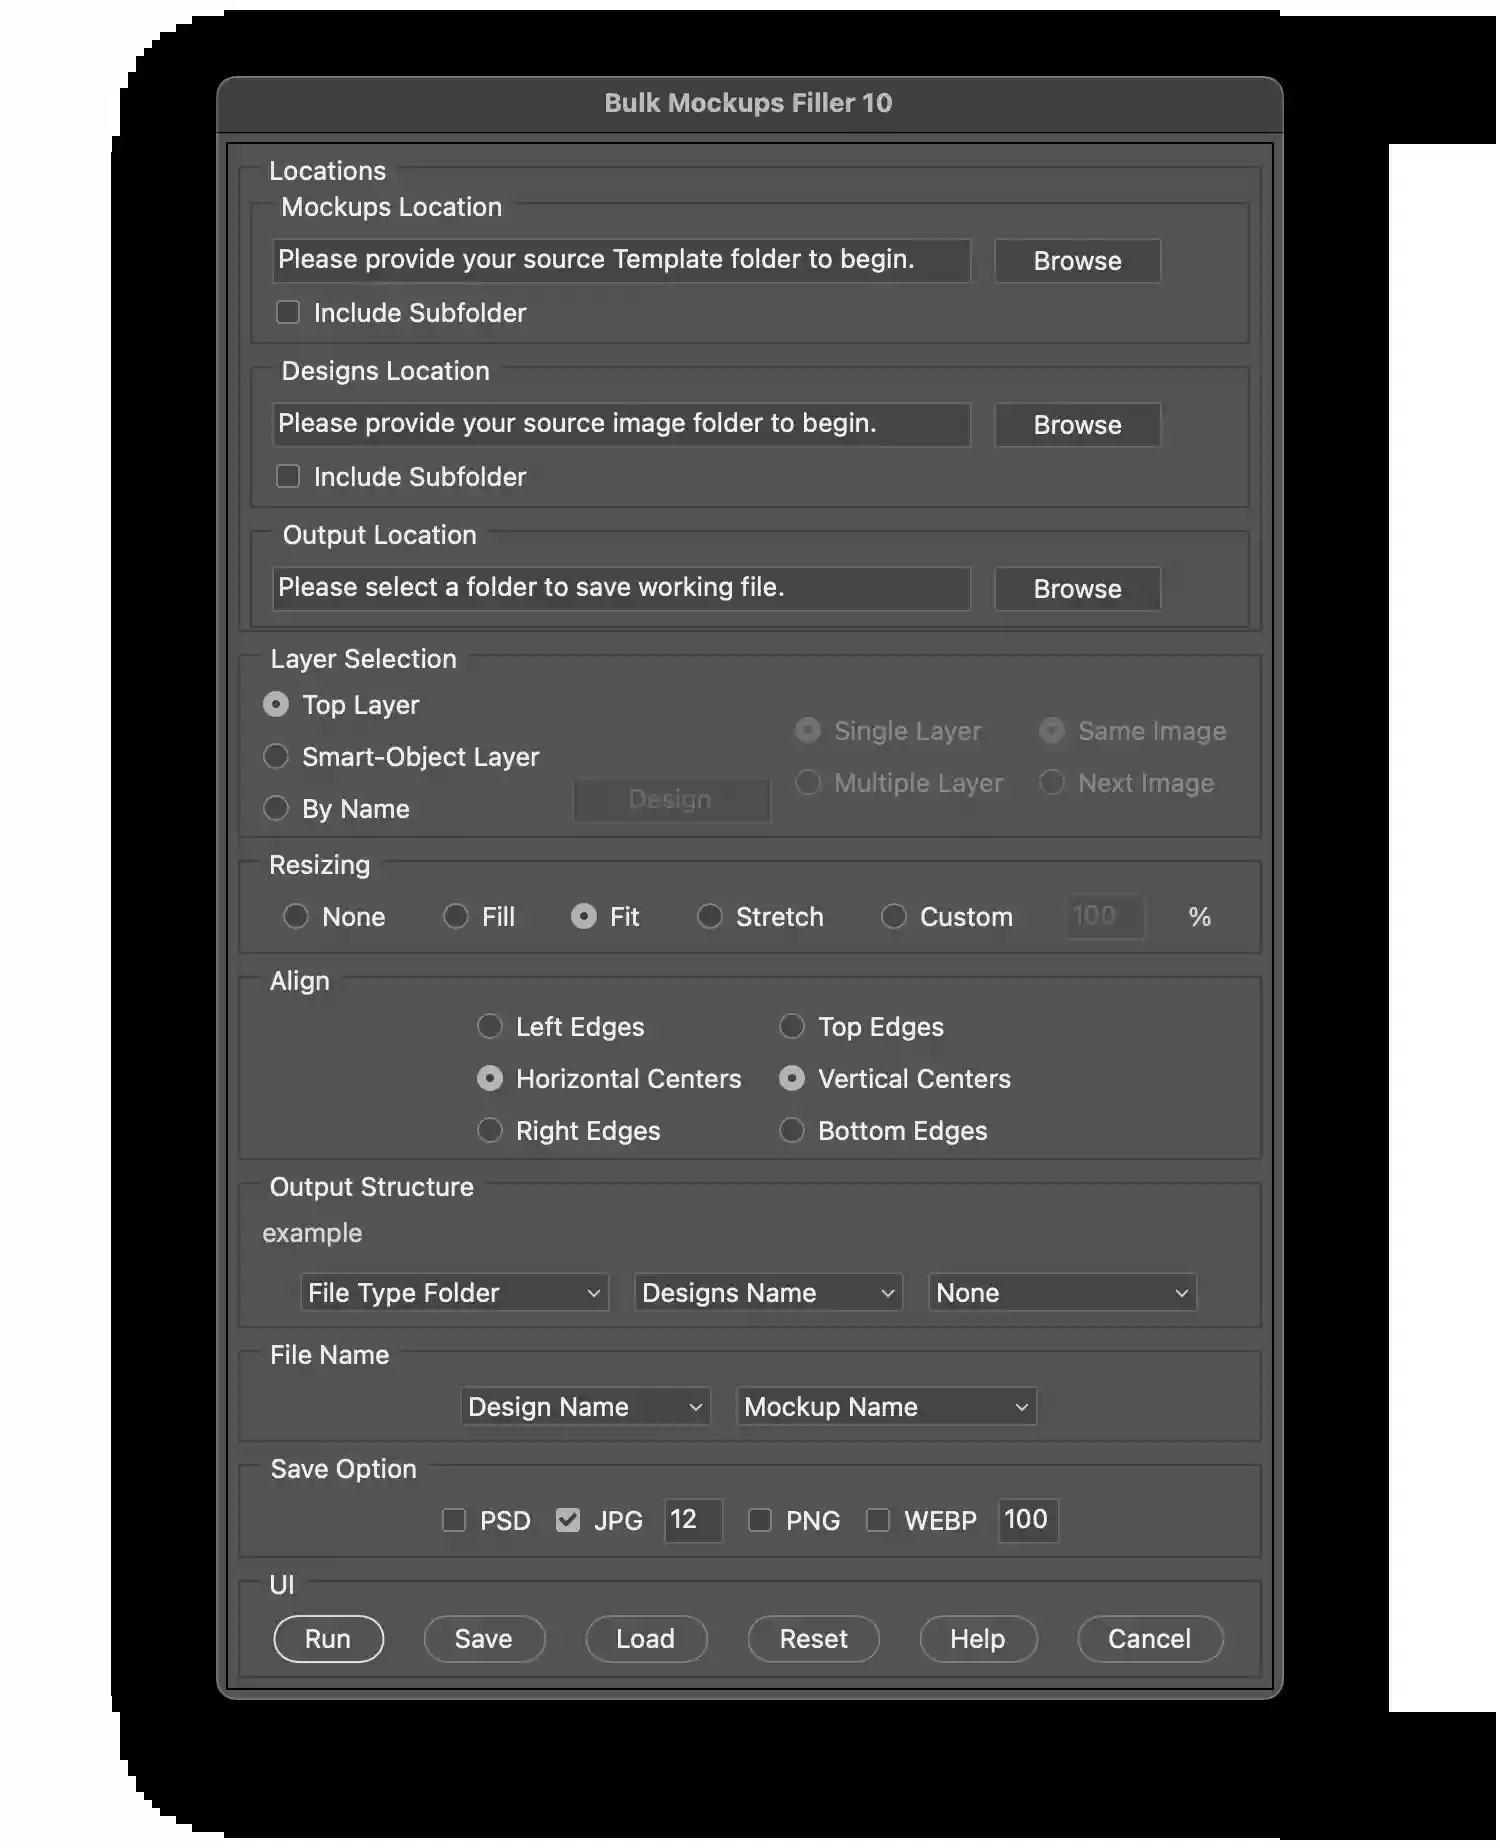 Bulk Mockups Filler 10
Locations
Mockups Location
Please provide your source Template folder to begin.
Browse
Include Subfolder
Designs Location
Please provide your source image folder to begin.
Browse
Include Subfolder
Output Location
Please select a folder to save working file.
Browse
Layer Selection
Top Layer
Smart-Object Layer
By Name
Design
Single Layer
Same Image
Multiple Layer
Next Image
Resizing
None Fill Fit Stretch Custom 100 %
Align
Left Edges Top Edges
Horizontal Centers Vertical Centers
Right Edges Bottom Edges
Output Structure
example
File Type Folder Designs Name None
File Name
Design Name Mockup Name
Save Option
PSD JPG 12 PNG WEBP 100
UI
Run Save Load Reset Help Cancel